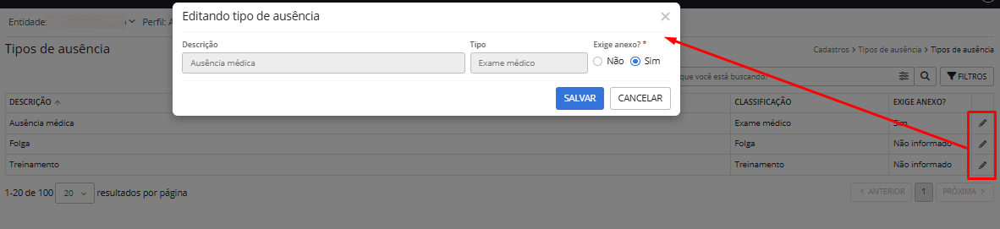 Editando tipo de ausência
Entidade: Perfil:
Descrição Tipo Exige anexo? *
Ausência médica Exame médico Não Sim
SALVAR CANCELAR
Tipos de ausência
Cadastros > Tipos de ausência > Tipos de ausência
que você está buscando? FILTROS
DESCRIÇÃO CLASSIFICAÇÃO EXIGE ANEXO?
Ausência médica Exame médico Sim
Folga Folga Não informado
Treinamento Treinamento Não informado
1-20 de 100 20 resultados por página < ANTERIOR 1 PRÓXIMA >